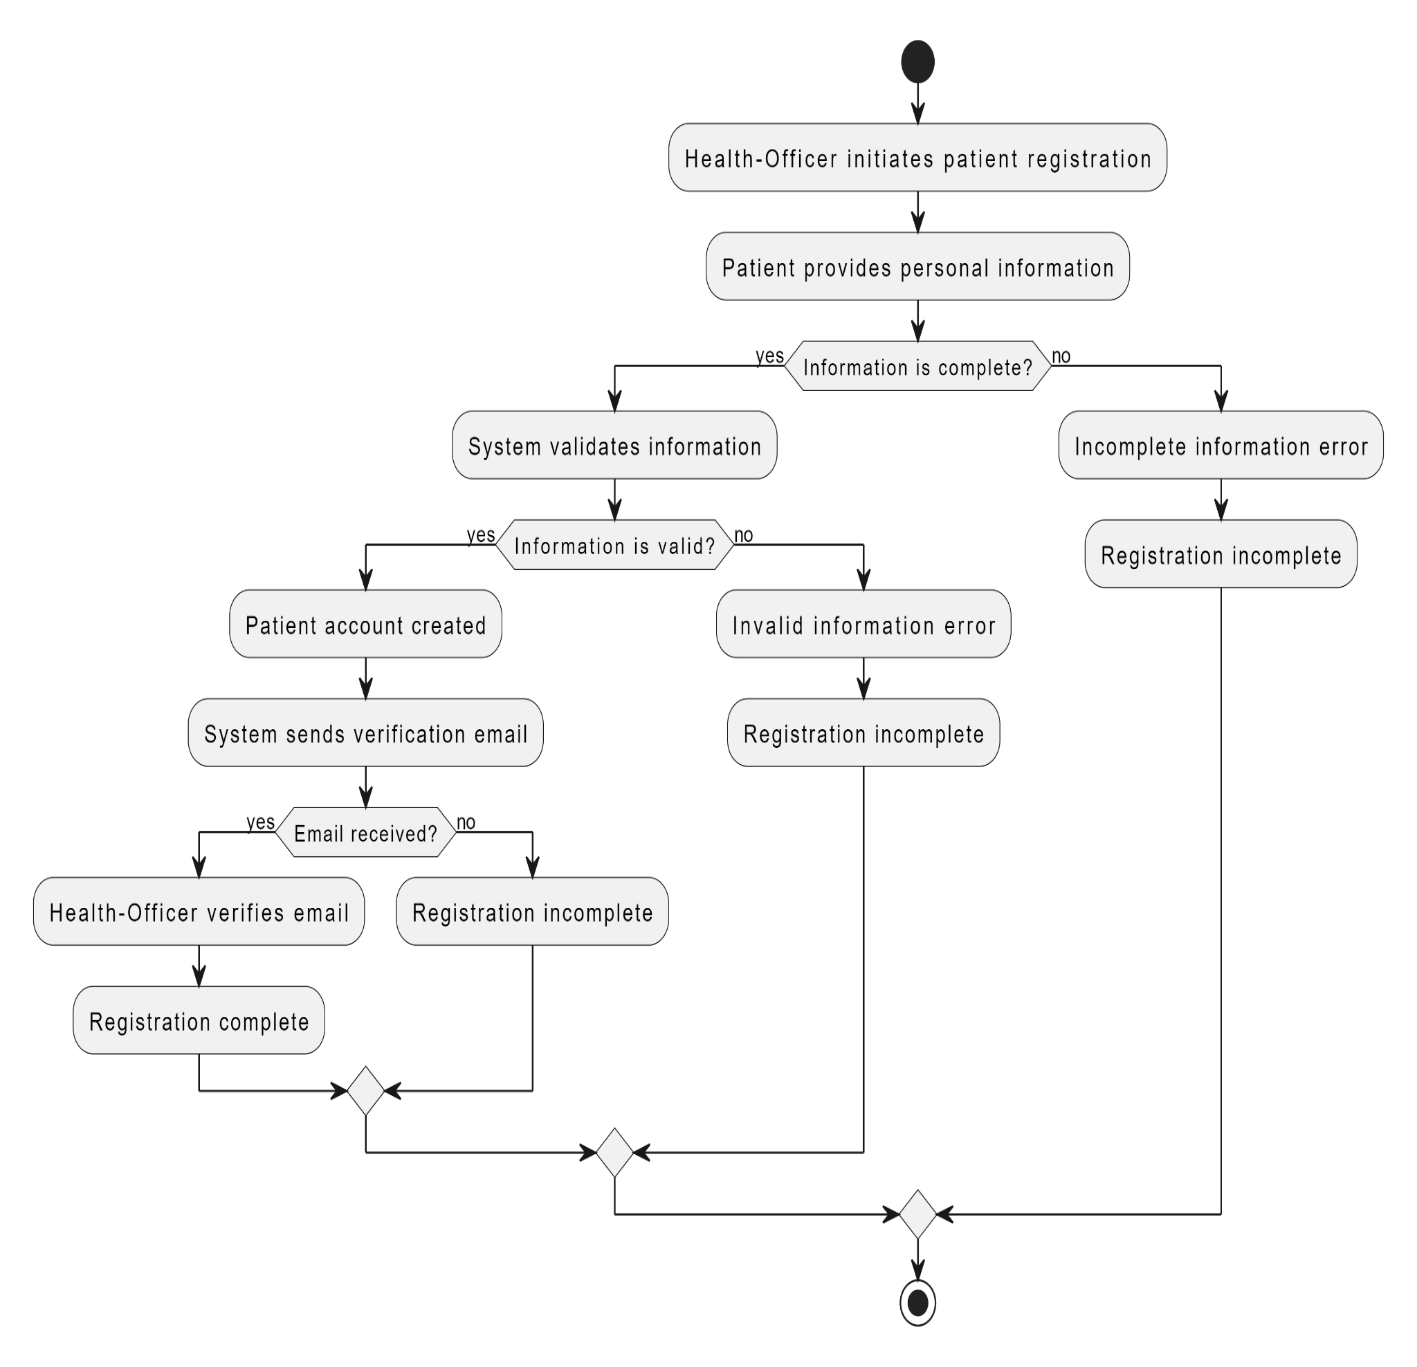 Health-Officer initiates patient registration
Patient provides personal information
yes
Information is complete?
no
System validates information
Incomplete information error
yes
Information is valid?
no
Registration incomplete
Patient account created
Invalid information error
System sends verification email
Registration incomplete
yes
Email received?
no
Health-Officer verifies email
Registration incomplete
Registration complete